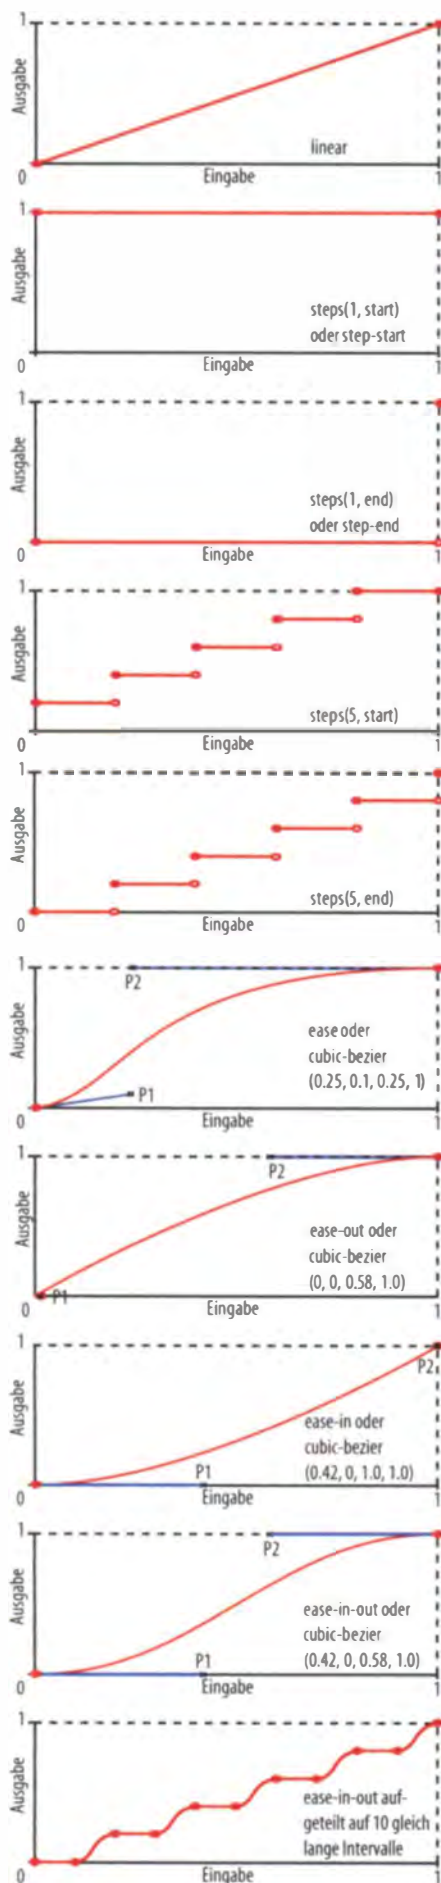 1
Ausgabe
linear
0
Eingabe
1
1
Ausgabe
steps(1, start)
oder step-start
0
Eingabe
1
1
Ausgabe
steps(1, end)
oder step-end
0
Eingabe
1
1
Ausgabe
steps(5, start)
0
Eingabe
1
1
Ausgabe
steps(5, end)
0
Eingabe
1
1
P2
Ausgabe
ease oder
cubic-bezier
(0.25, 0.1, 0.25, 1)
P1
0
Eingabe
1
1
P2
Ausgabe
ease-out oder
cubic-bezier
(0, 0, 0.58, 1.0)
P1
0
Eingabe
1
1
P2
Ausgabe
ease-in oder
cubic-bezier
(0.42, 0, 1.0, 1.0)
P1
0
Eingabe
1
1
P2
Ausgabe
ease-in-out oder
cubic-bezier
(0.42, 0, 0.58, 1.0)
P1
0
Eingabe
1
1
Ausgabe
ease-in-out auf-
geteilt auf 10 gleich
lange Intervalle
0
Eingabe
1